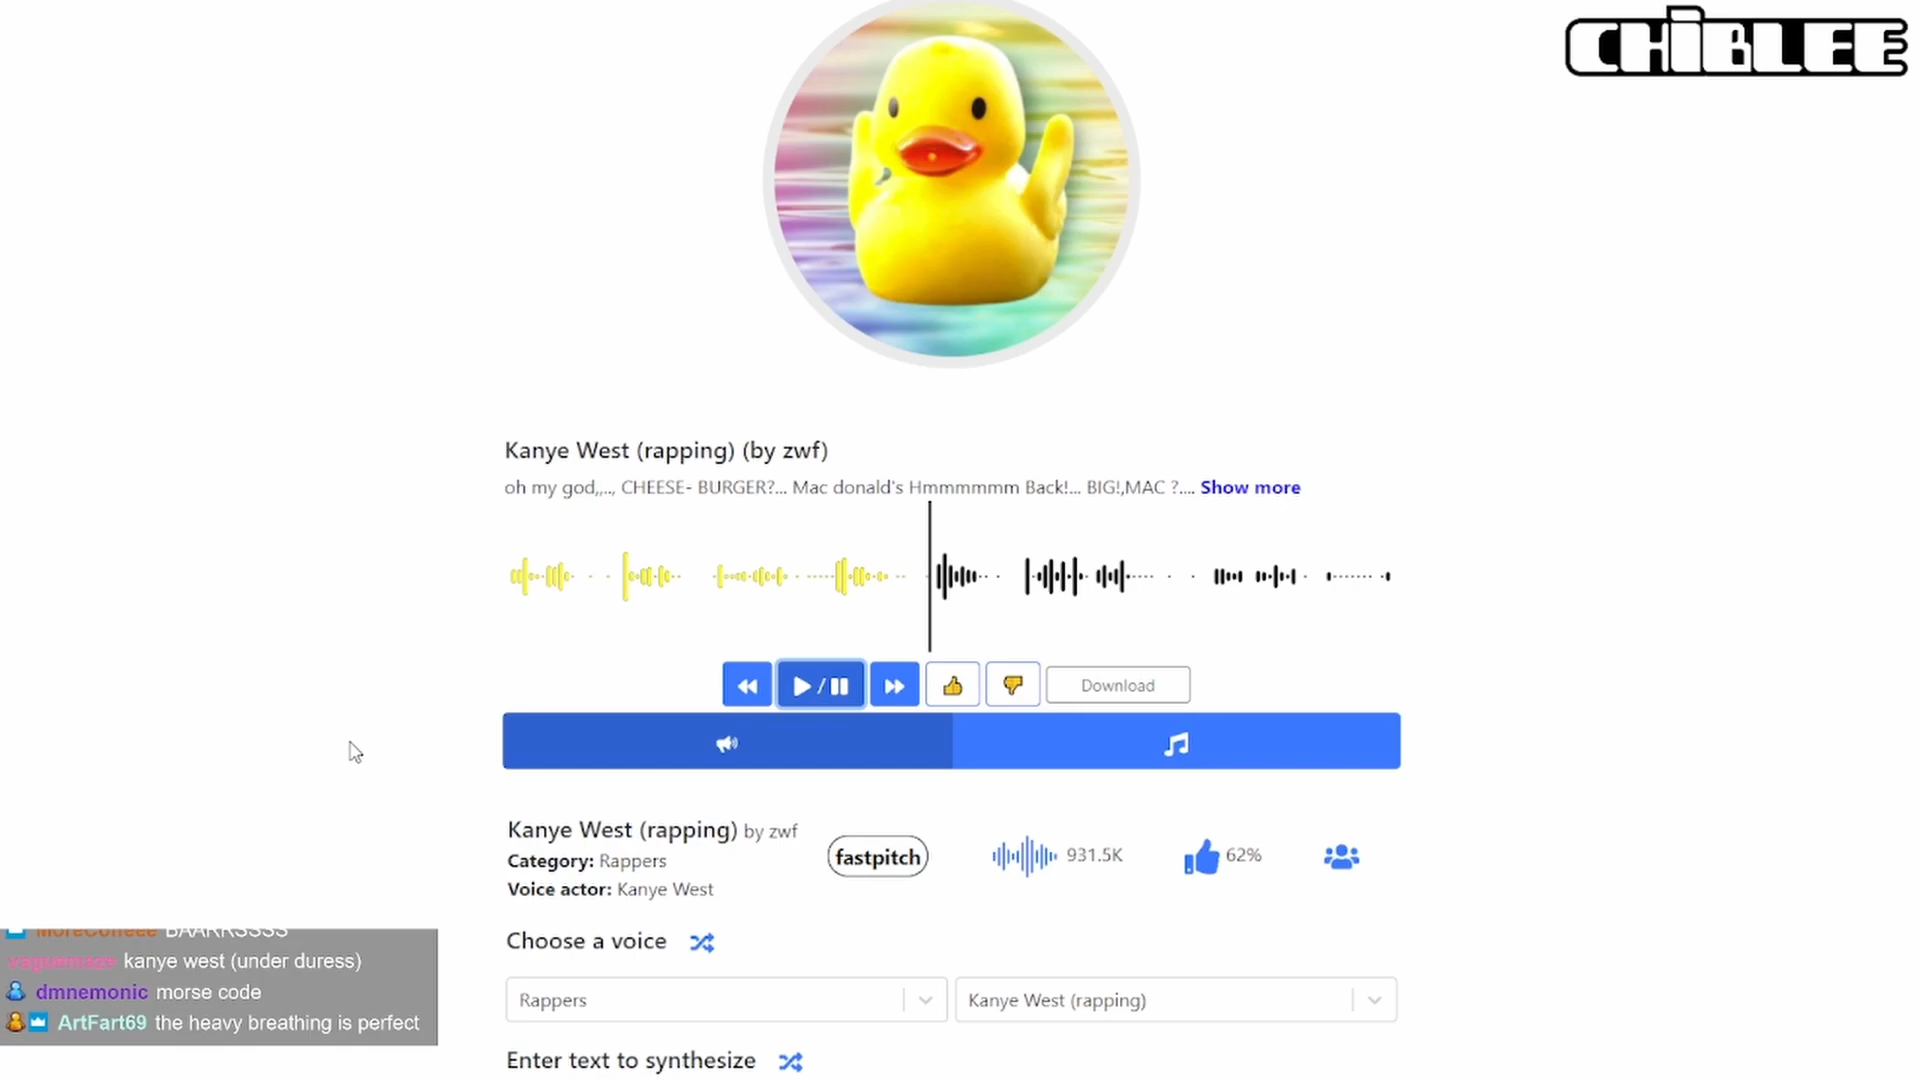 CHiBLEE
Kanye West (rapping) (by zwf)
oh my god,,.., CHEESE- BURGER?... Mac donald's Hmmmmmm Back!... BIG!,MAC ?.... Show more
Download
Kanye West (rapping) by zwf
Category: Rappers
Voice actor: Kanye West
fastpitch
931.5K
62%
Choose a voice
Rappers
Kanye West (rapping)
Enter text to synthesize
MoreCoffeee BAARRSSSS
kanye west (under duress)
dmnemonic morse code
ArtFart69 the heavy breathing is perfect